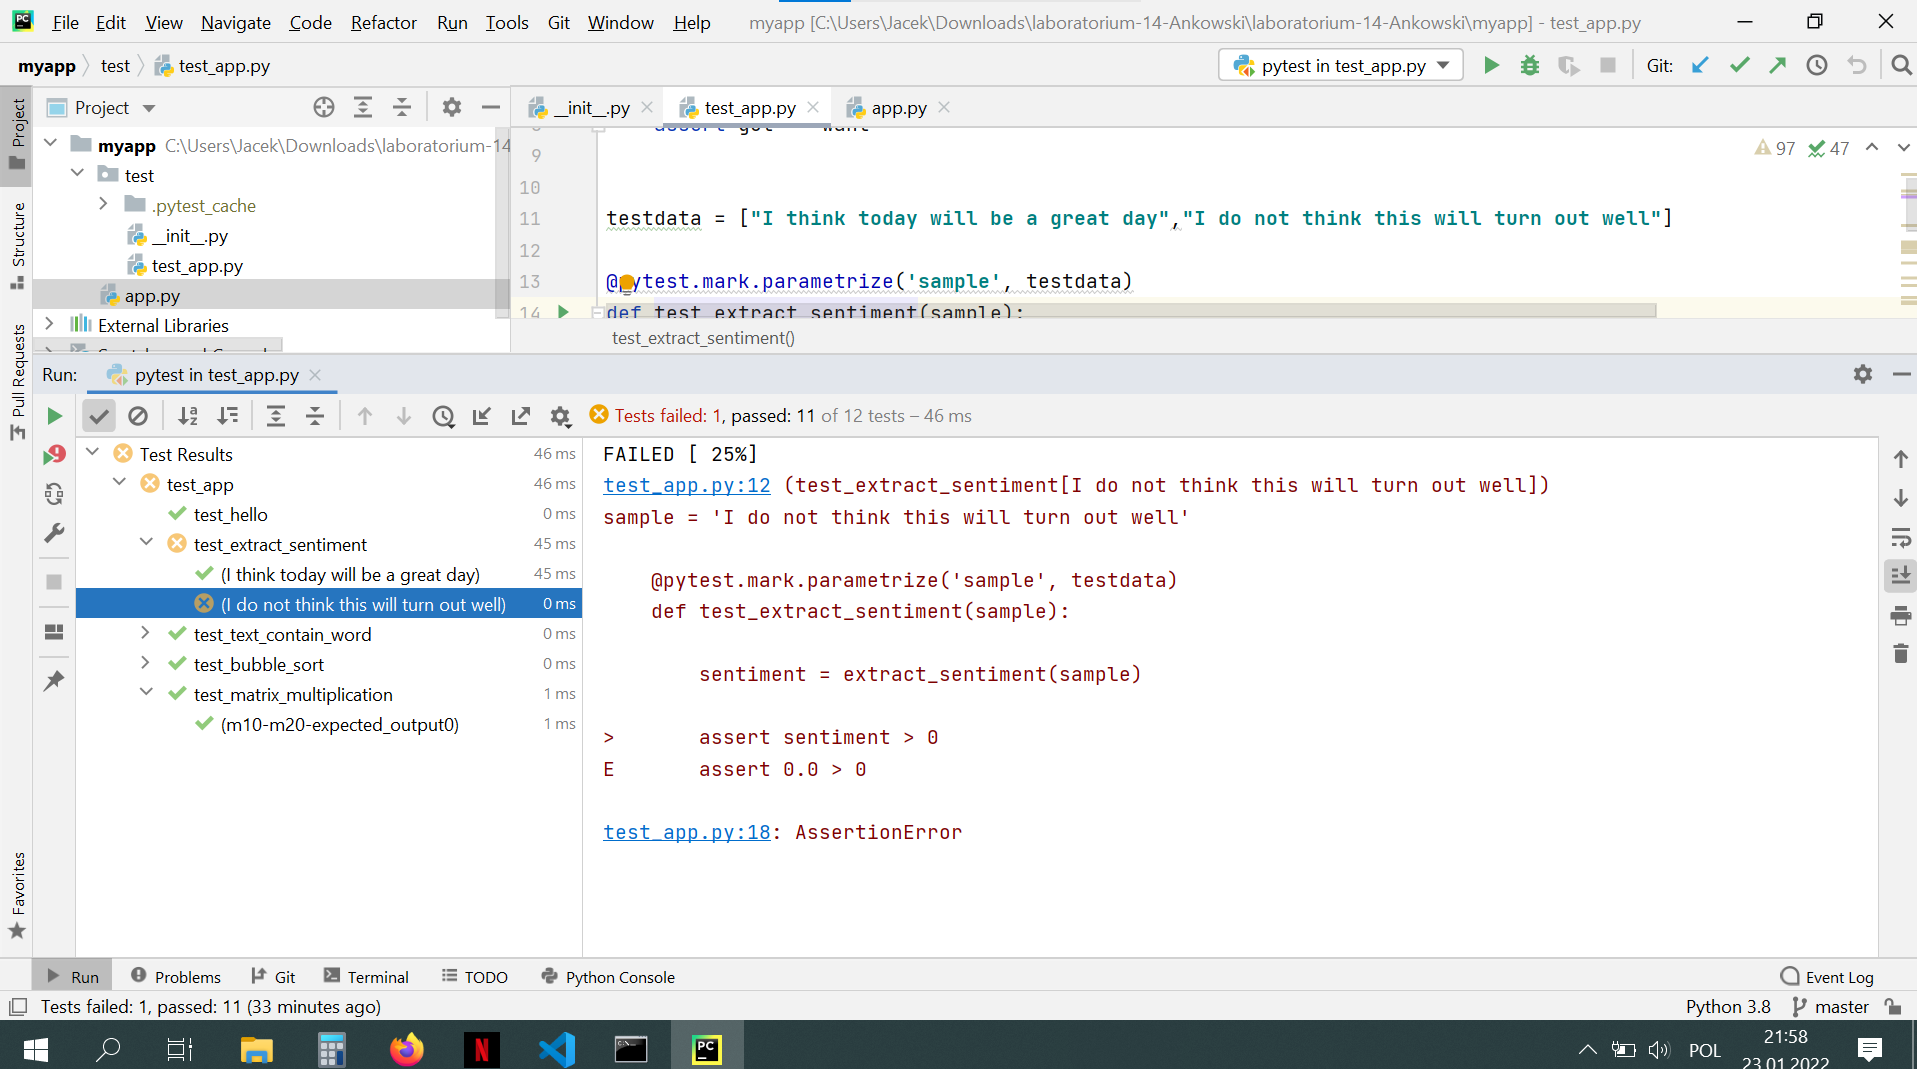 File Edit View Navigate Code Refactor Run Tools Git Window Help myapp [C:\Users\Jacek\Downloads\laboratorium-14-Ankowski\laboratorium-14-Ankowski\myapp] - test_app.py
myapp test test_app.py pytest in test_app.py Git:
Project __init__.py test_app.py app.py
Project
Structure
Pull Requests
Favorites
myapp C:\Users\Jacek\Downloads\laboratorium-14
test
.pytest_cache
__init__.py
test_app.py
app.py
External Libraries
97 47
9
10
11 testdata = ["I think today will be a great day","I do not think this will turn out well"]
12
13 @pytest.mark.parametrize('sample', testdata)
14 def test_extract_sentiment(sample):
test_extract_sentiment()
Run: pytest in test_app.py
Tests failed: 1, passed: 11 of 12 tests – 46 ms
Test Results 46 ms
test_app 46 ms
test_hello 0 ms
test_extract_sentiment 45 ms
(I think today will be a great day) 45 ms
(I do not think this will turn out well) 0 ms
test_text_contain_word 0 ms
test_bubble_sort 0 ms
test_matrix_multiplication 1 ms
(m10-m20-expected_output0) 1 ms
FAILED [ 25%]
test_app.py:12 (test_extract_sentiment[I do not think this will turn out well])
sample = 'I do not think this will turn out well'
@pytest.mark.parametrize('sample', testdata)
def test_extract_sentiment(sample):
sentiment = extract_sentiment(sample)
> assert sentiment > 0
E assert 0.0 > 0
test_app.py:18: AssertionError
Run Problems Git Terminal TODO Python Console Event Log
Tests failed: 1, passed: 11 (33 minutes ago) Python 3.8 master
POL 21:58
23.01.2022